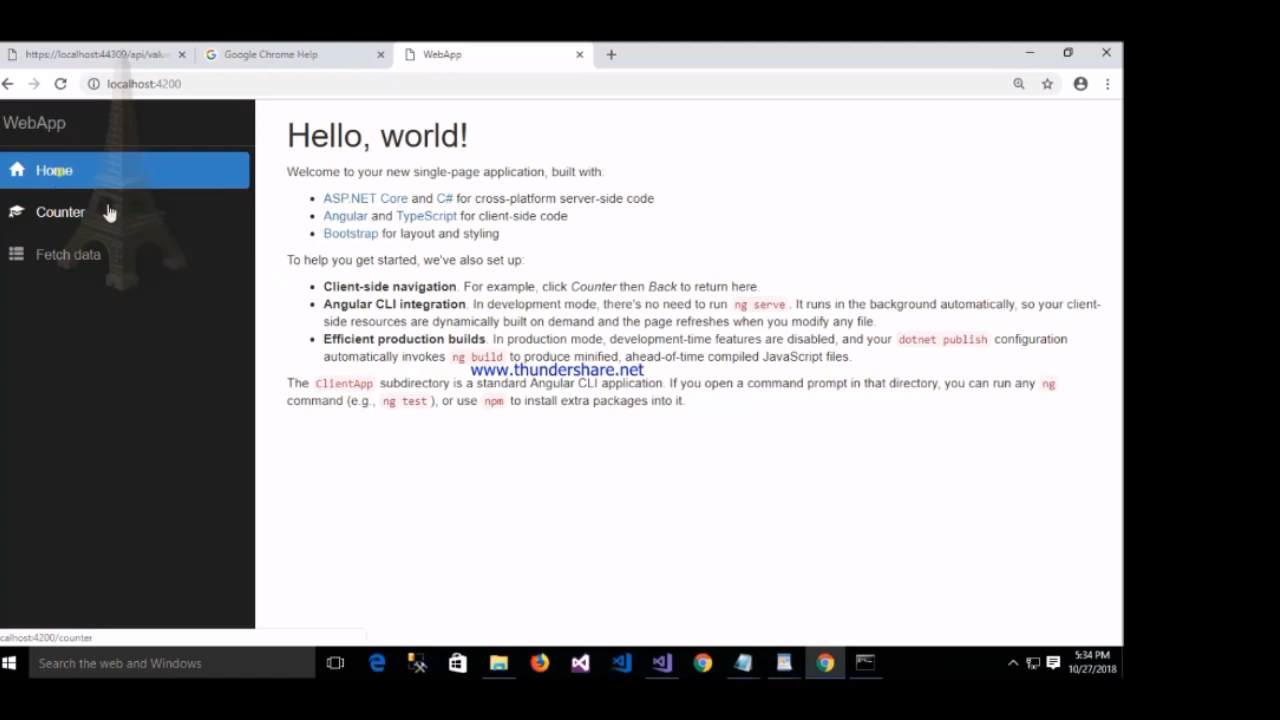 https://localhost:44309/api/valu
Google Chrome Help
WebApp
localhost:4200
WebApp
Home
Counter
Fetch data
Hello, world!
Welcome to your new single-page application, built with:
ASP.NET Core and C# for cross-platform server-side code
Angular and TypeScript for client-side code
Bootstrap for layout and styling
To help you get started, we've also set up:
Client-side navigation. For example, click Counter then Back to return here.
Angular CLI integration. In development mode, there's no need to run ng serve. It runs in the background automatically, so your client-
side resources are dynamically built on demand and the page refreshes when you modify any file.
Efficient production builds. In production mode, development-time features are disabled, and your dotnet publish configuration
automatically invokes ng build to produce minified, ahead-of-time compiled JavaScript files.
www.thundershare.net
The ClientApp subdirectory is a standard Angular CLI application. If you open a command prompt in that directory, you can run any ng
command (e.g., ng test), or use npm to install extra packages into it.
calhost:4200/counter
Search the web and Windows
5:34 PM
10/27/2018